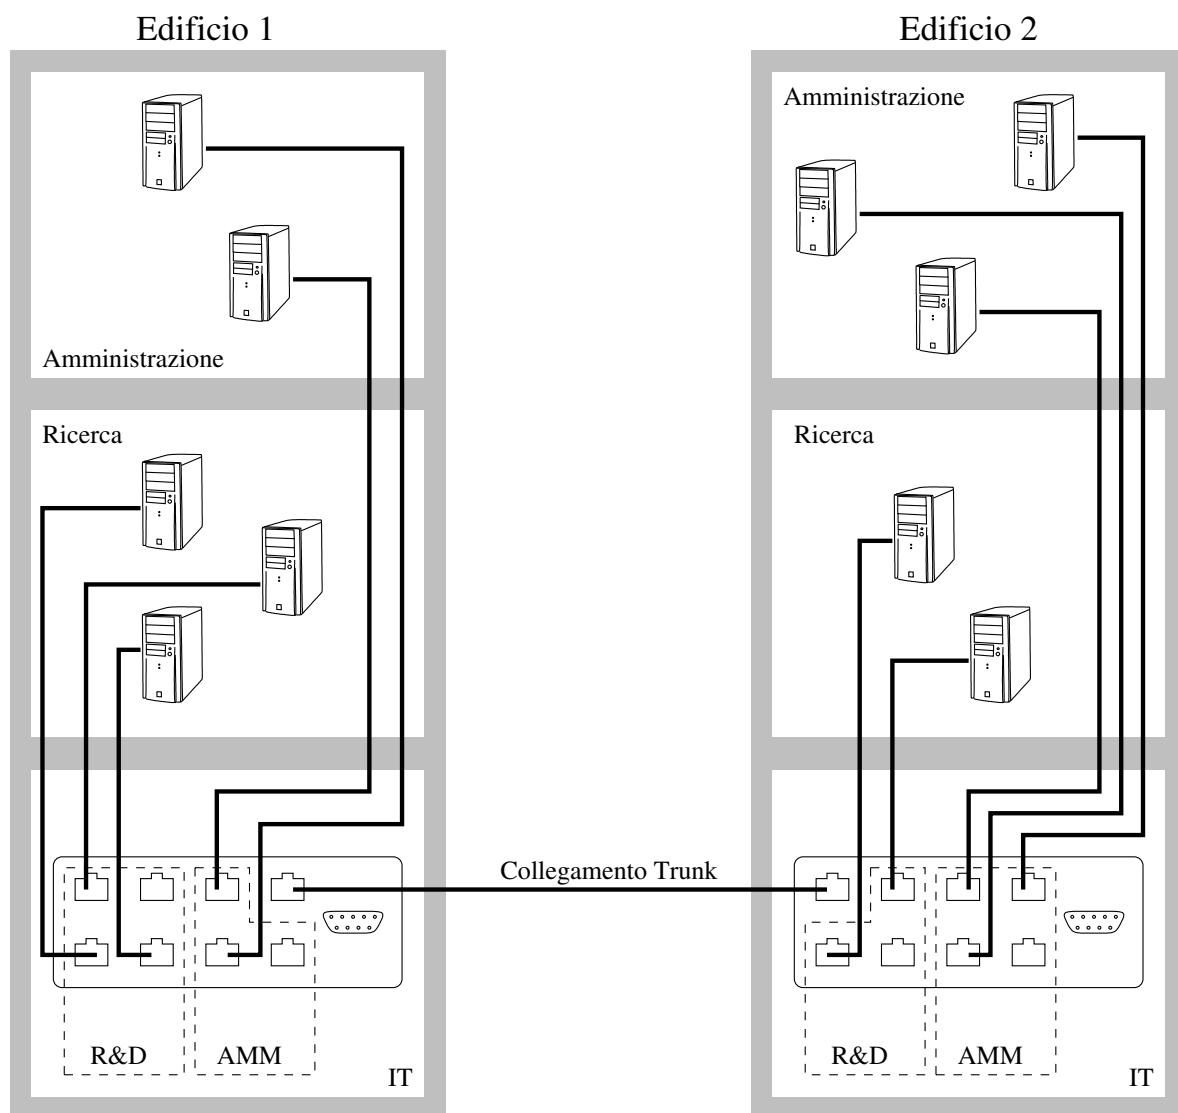 Edificio 1
Edificio 2
Amministrazione
Amministrazione
Ricerca
Ricerca
Collegamento Trunk
R&D
AMM
IT
R&D
AMM
IT